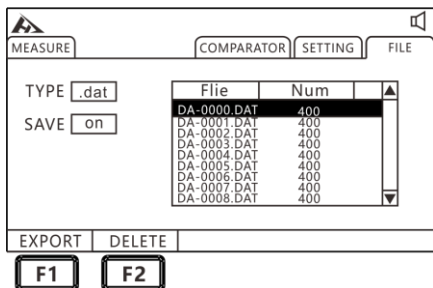 MEASURE COMPARATOR SETTING FILE
TYPE .dat
SAVE on
Flie Num
DA-0000.DAT 400
DA-0001.DAT 400
DA-0002.DAT 400
DA-0003.DAT 400
DA-0004.DAT 400
DA-0005.DAT 400
DA-0006.DAT 400
DA-0007.DAT 400
DA-0008.DAT 400
EXPORT DELETE
F1 F2